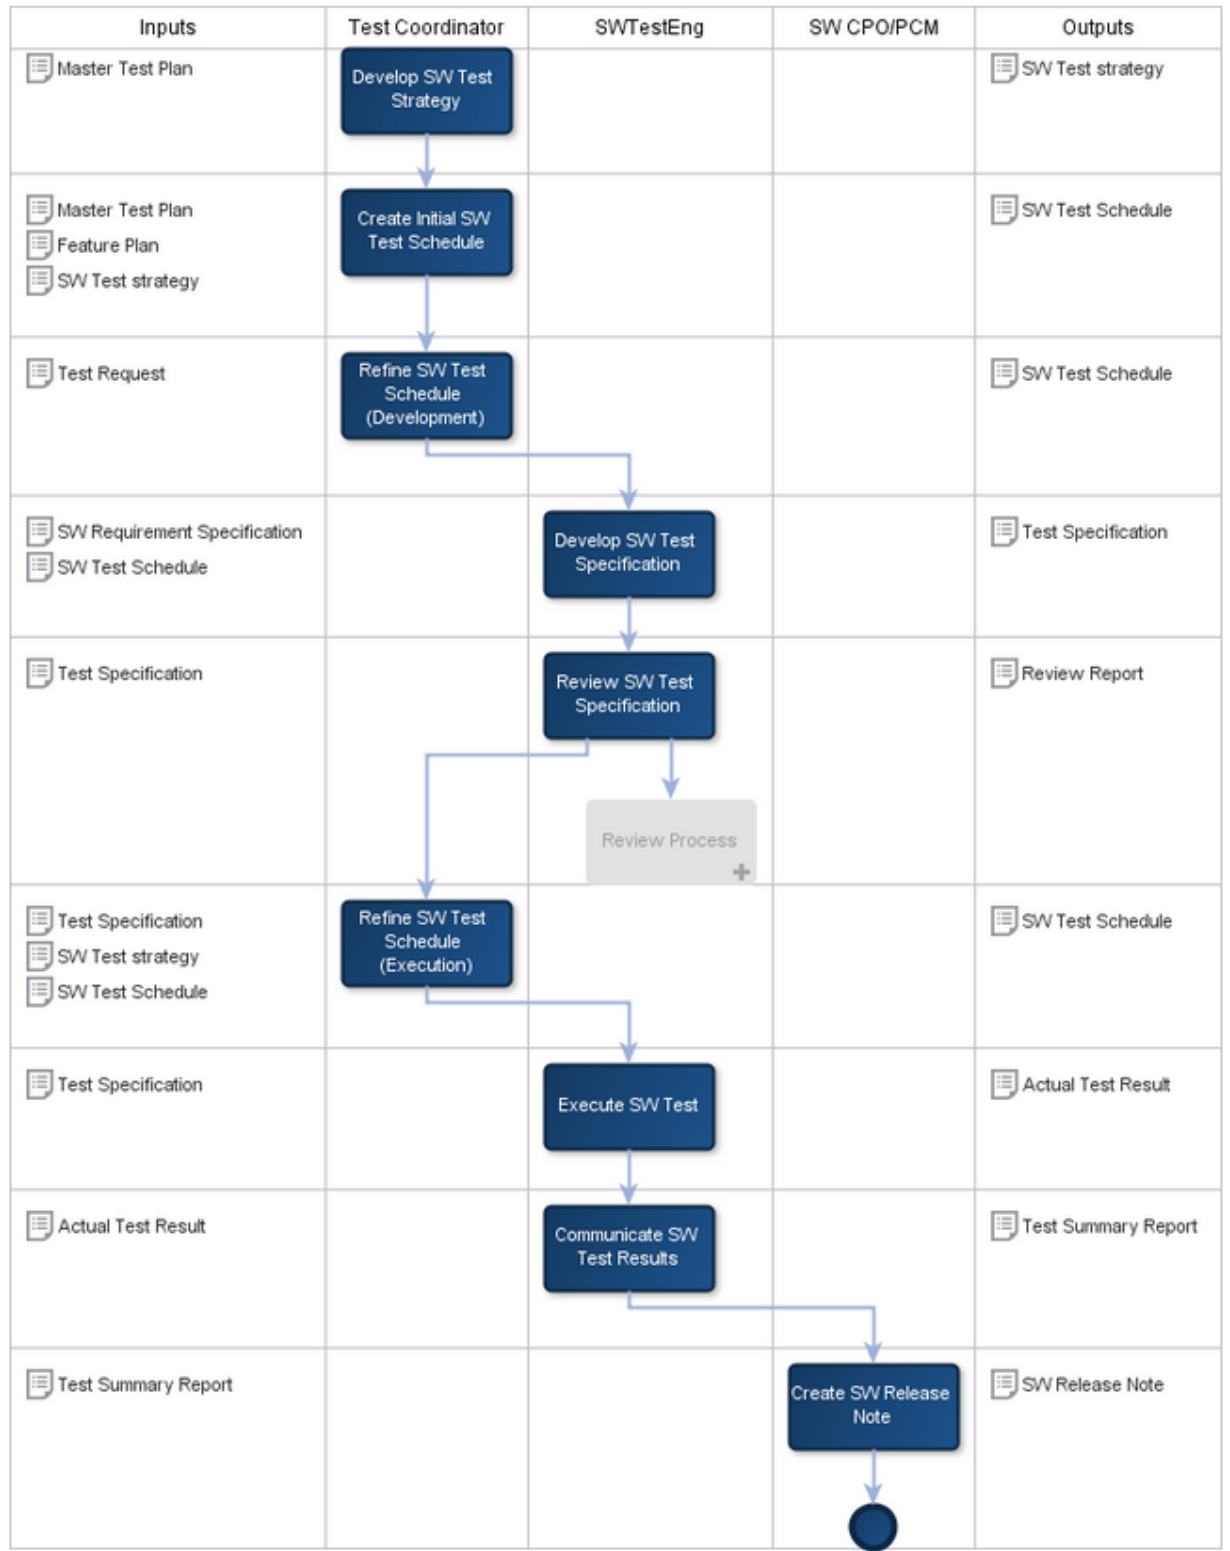 Inputs
Test Coordinator
SWTestEng
SW CPO/PCM
Outputs
Master Test Plan
Develop SW Test
Strategy
SW Test strategy
Master Test Plan
Feature Plan
SW Test strategy
Create Initial SW
Test Schedule
SW Test Schedule
Test Request
Refine SW Test
Schedule
(Development)
SW Test Schedule
SW Requirement Specification
SW Test Schedule
Develop SW Test
Specification
Test Specification
Test Specification
Review SW Test
Specification
Review Report
Review Process
Test Specification
SW Test strategy
SW Test Schedule
Refine SW Test
Schedule
(Execution)
SW Test Schedule
Test Specification
Execute SW Test
Actual Test Result
Actual Test Result
Communicate SW
Test Results
Test Summary Report
Test Summary Report
Create SW Release
Note
SW Release Note